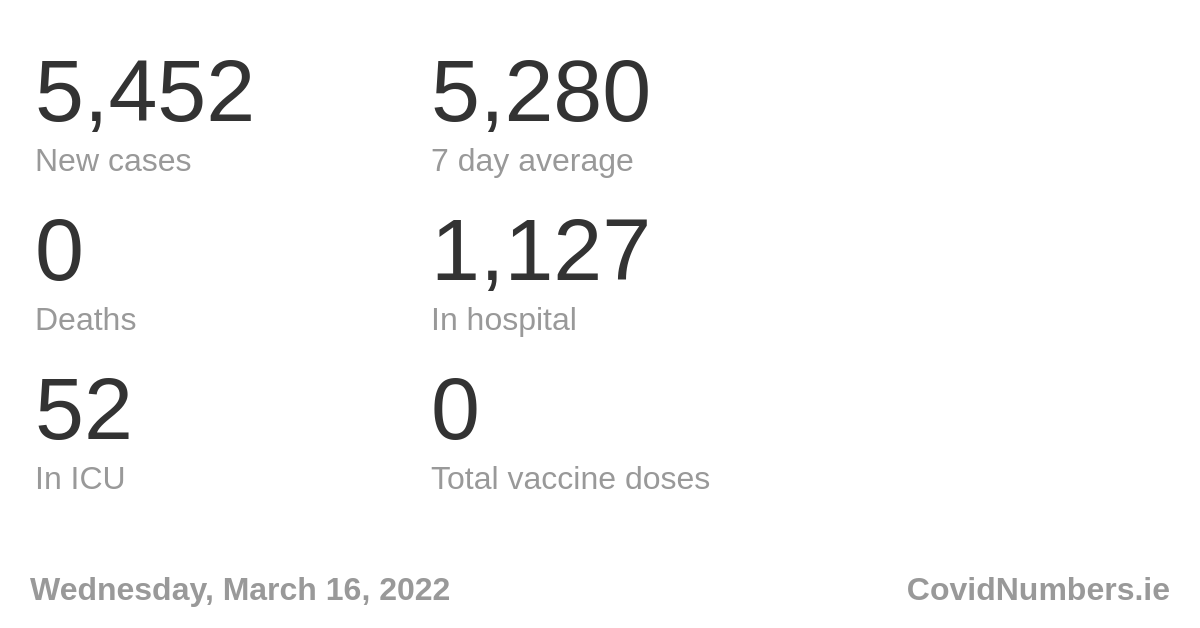 5,452 5,280
New cases 7 day average
0 1,127
Deaths In hospital
52 0
In ICU Total vaccine doses
Wednesday, March 16, 2022 CovidNumbers.ie